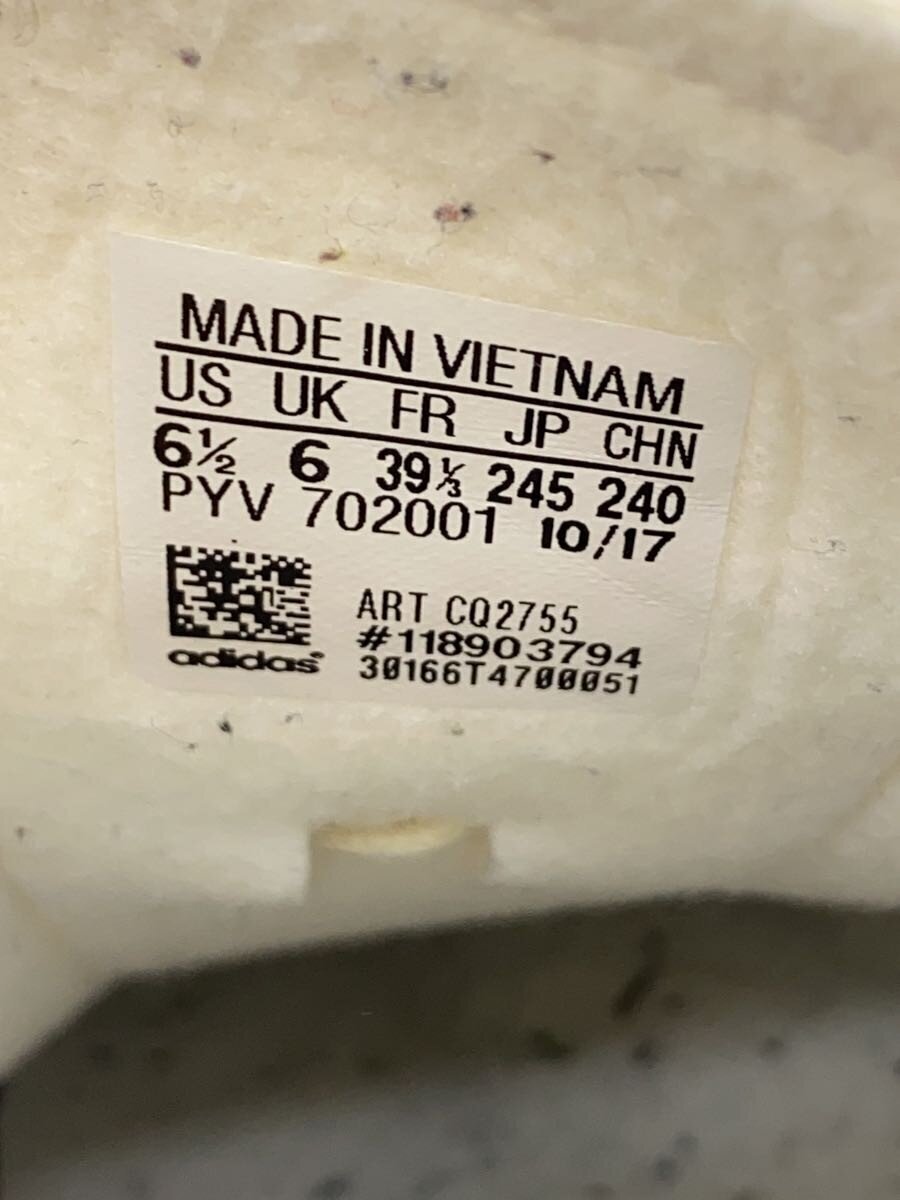 MADE IN VIETNAM
US UK FR JP CHN
6½ 6 39⅓ 245 240
PYV 702001 10/17
ART CQ2755
#118903794
adidas® 30166T4700051